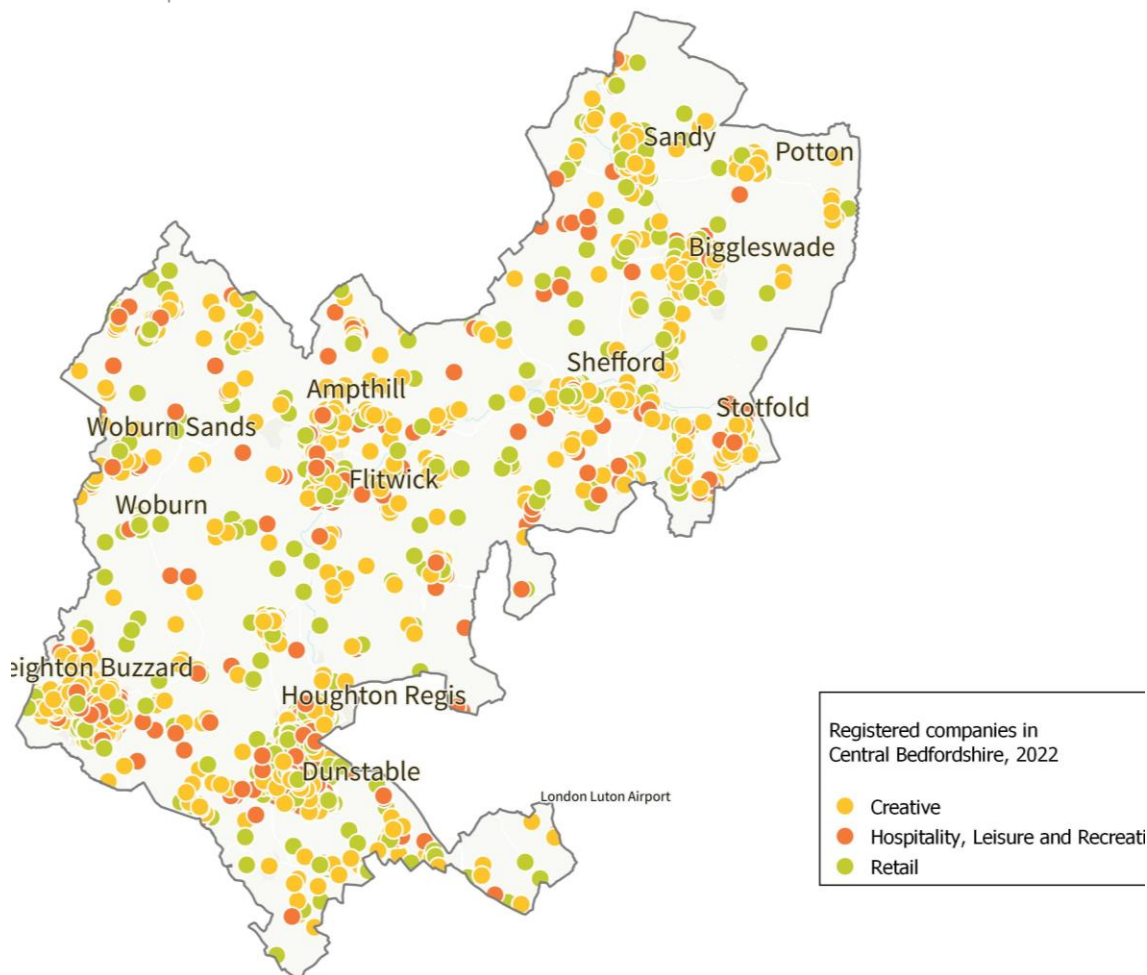 Sandy
Potton
Biggleswade
Shefford
Ampthill
Stotfold
Woburn Sands
Flitwick
Woburn
eighton Buzzard
Houghton Regis
Dunstable
London Luton Airport
Registered companies in
Central Bedfordshire, 2022
Creative
Hospitality, Leisure and Recreati
Retail